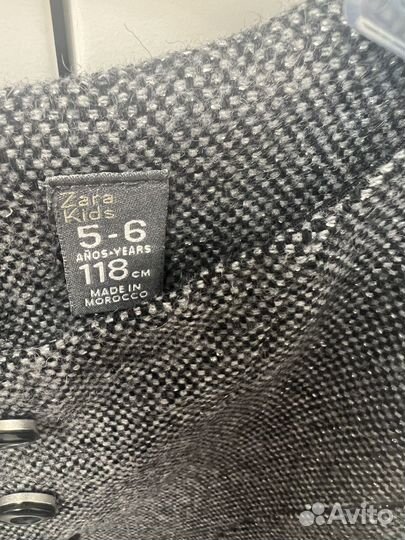 Zara
Kids
5-6
AÑOS-YEARS
118 CM
MADE IN
MOROCCO
Avito